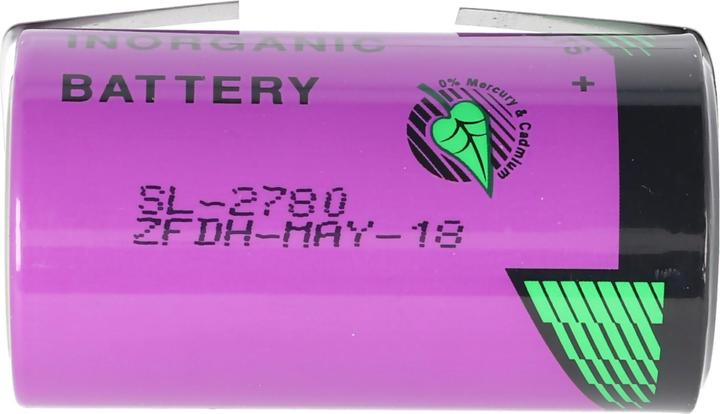 INORGANIC
BATTERY
+
0% Mercury & Cadmium
SL-2780
ZFDH-MAY-18